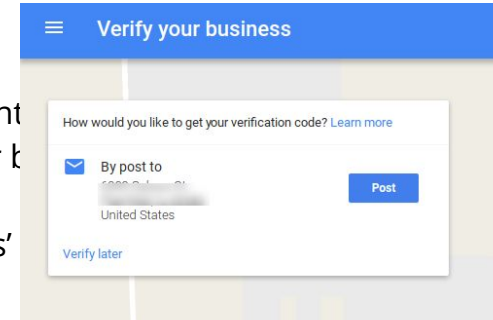 Verify your business
nt
How would you like to get your verification code? Learn more
By post to
Post
United States
s'
Verify later